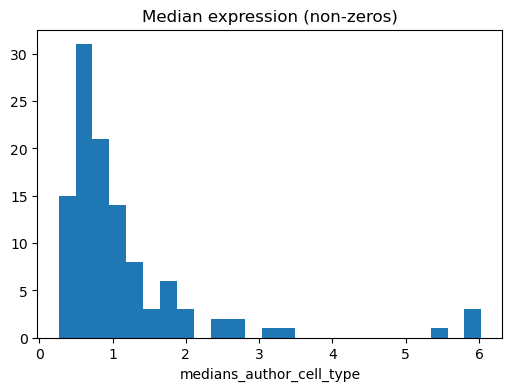 Median expression (non-zeros)
30
25
20
15
10
5
0
0 1 2 3 4 5 6
medians_author_cell_type